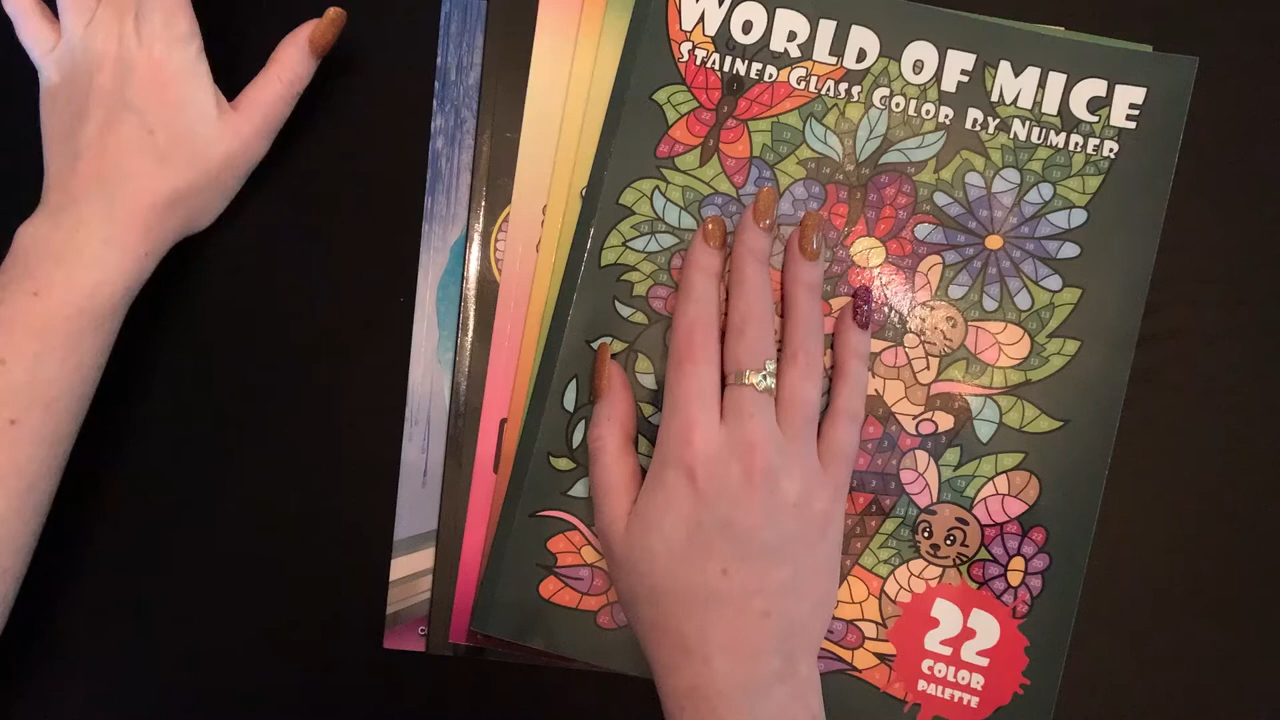 WORLD OF MICE
STAINED GLASS COLOR BY NUMBER
22
COLOR
PALETTE